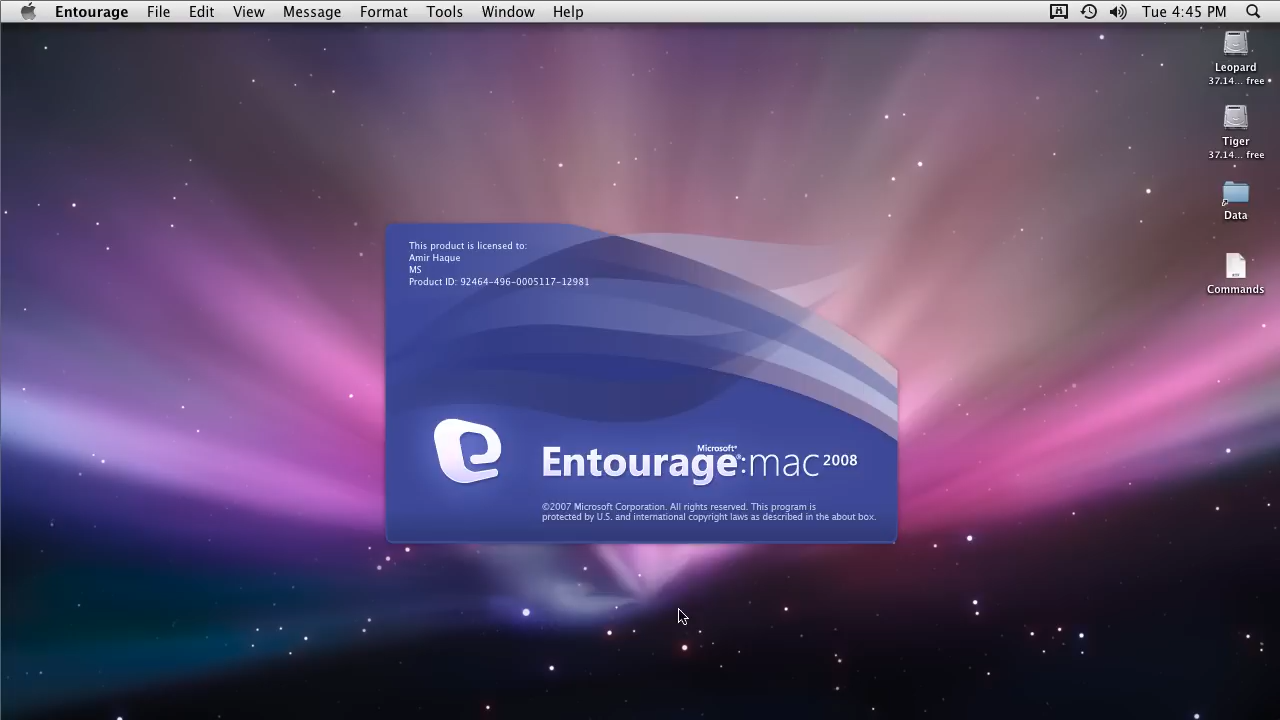 Entourage File Edit View Message Format Tools Window Help Tue 4:45 PM
Leopard
37.14... free
Tiger
37.14... free
Data
Commands
This product is licensed to:
Amir Haque
MS
Product ID: 92464-496-0005117-12981
Microsoft®
Entourage®:mac 2008
©2007 Microsoft Corporation. All rights reserved. This program is
protected by U.S. and international copyright laws as described in the about box.